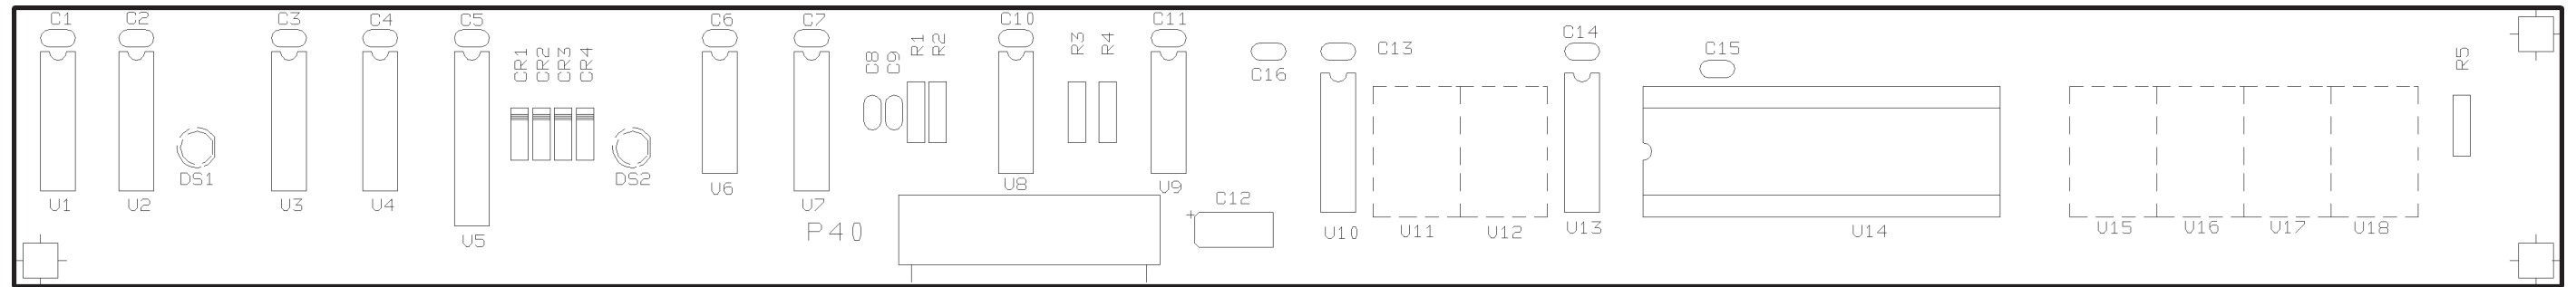 C1 C2 C3 C4 C5 C6 C7 C10 C11
C14
CR1 CR2 CR3 CR4 C8 C9 R1 R2 R3 R4 C13 C15 R5
C16
DS1 DS2
U6 U8 U9
U1 U2 U3 U4 U7 C12
U5 P40 + U10 U11 U12 U13 U14 U15 U16 U17 U18